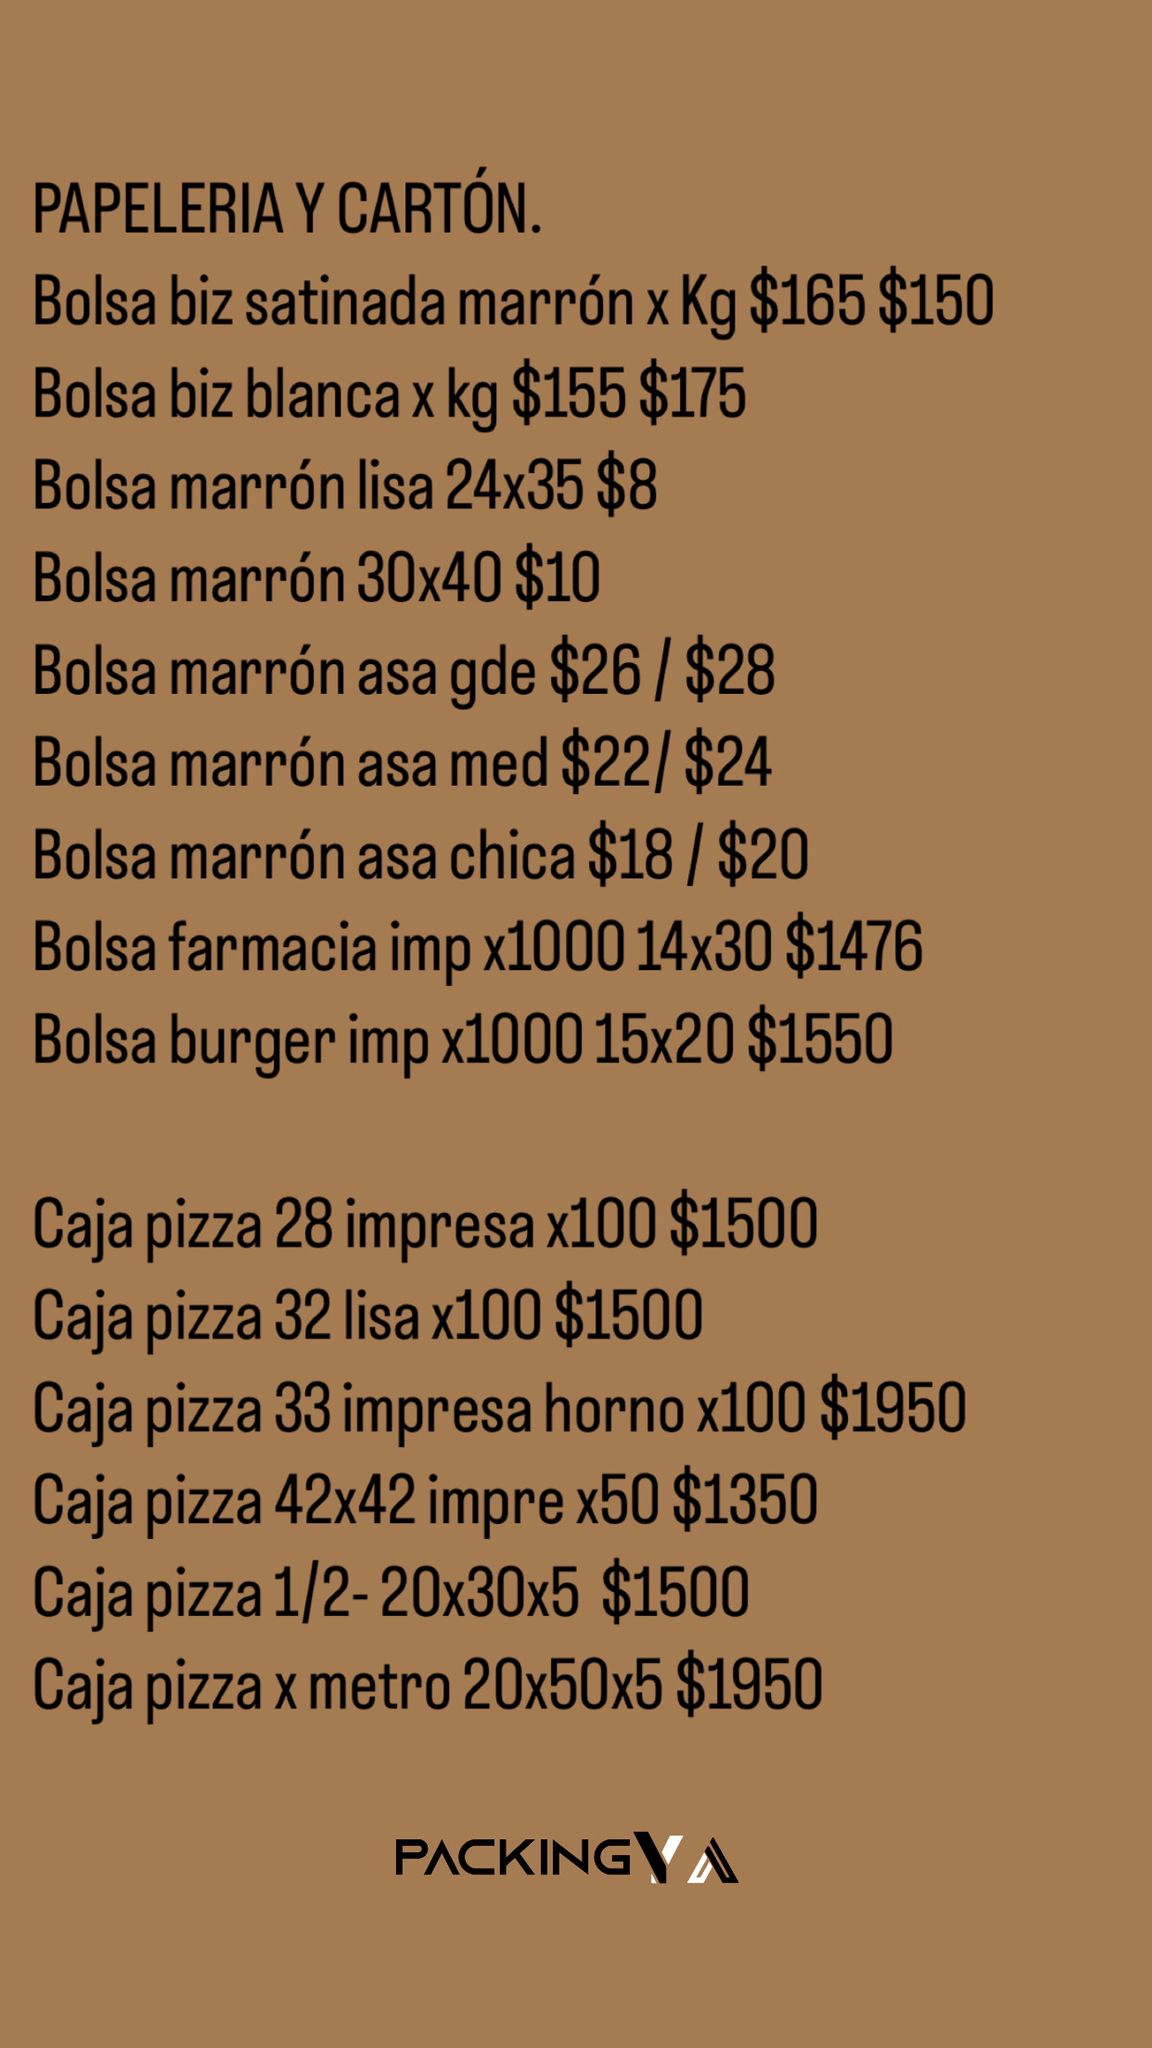 PAPELERIA Y CARTÓN.
Bolsa biz satinada marrón x Kg $165 $150
Bolsa biz blanca x kg $155 $175
Bolsa marrón lisa 24x35 $8
Bolsa marrón 30x40 $10
Bolsa marrón asa gde $26 / $28
Bolsa marrón asa med $22/ $24
Bolsa marrón asa chica $18 / $20
Bolsa farmacia imp x1000 14x30 $1476
Bolsa burger imp x1000 15x20 $1550
Caja pizza 28 impresa x100 $1500
Caja pizza 32 lisa x100 $1500
Caja pizza 33 impresa horno x100 $1950
Caja pizza 42x42 impre x50 $1350
Caja pizza 1/2- 20x30x5  $1500
Caja pizza x metro 20x50x5 $1950
PACKINGYA